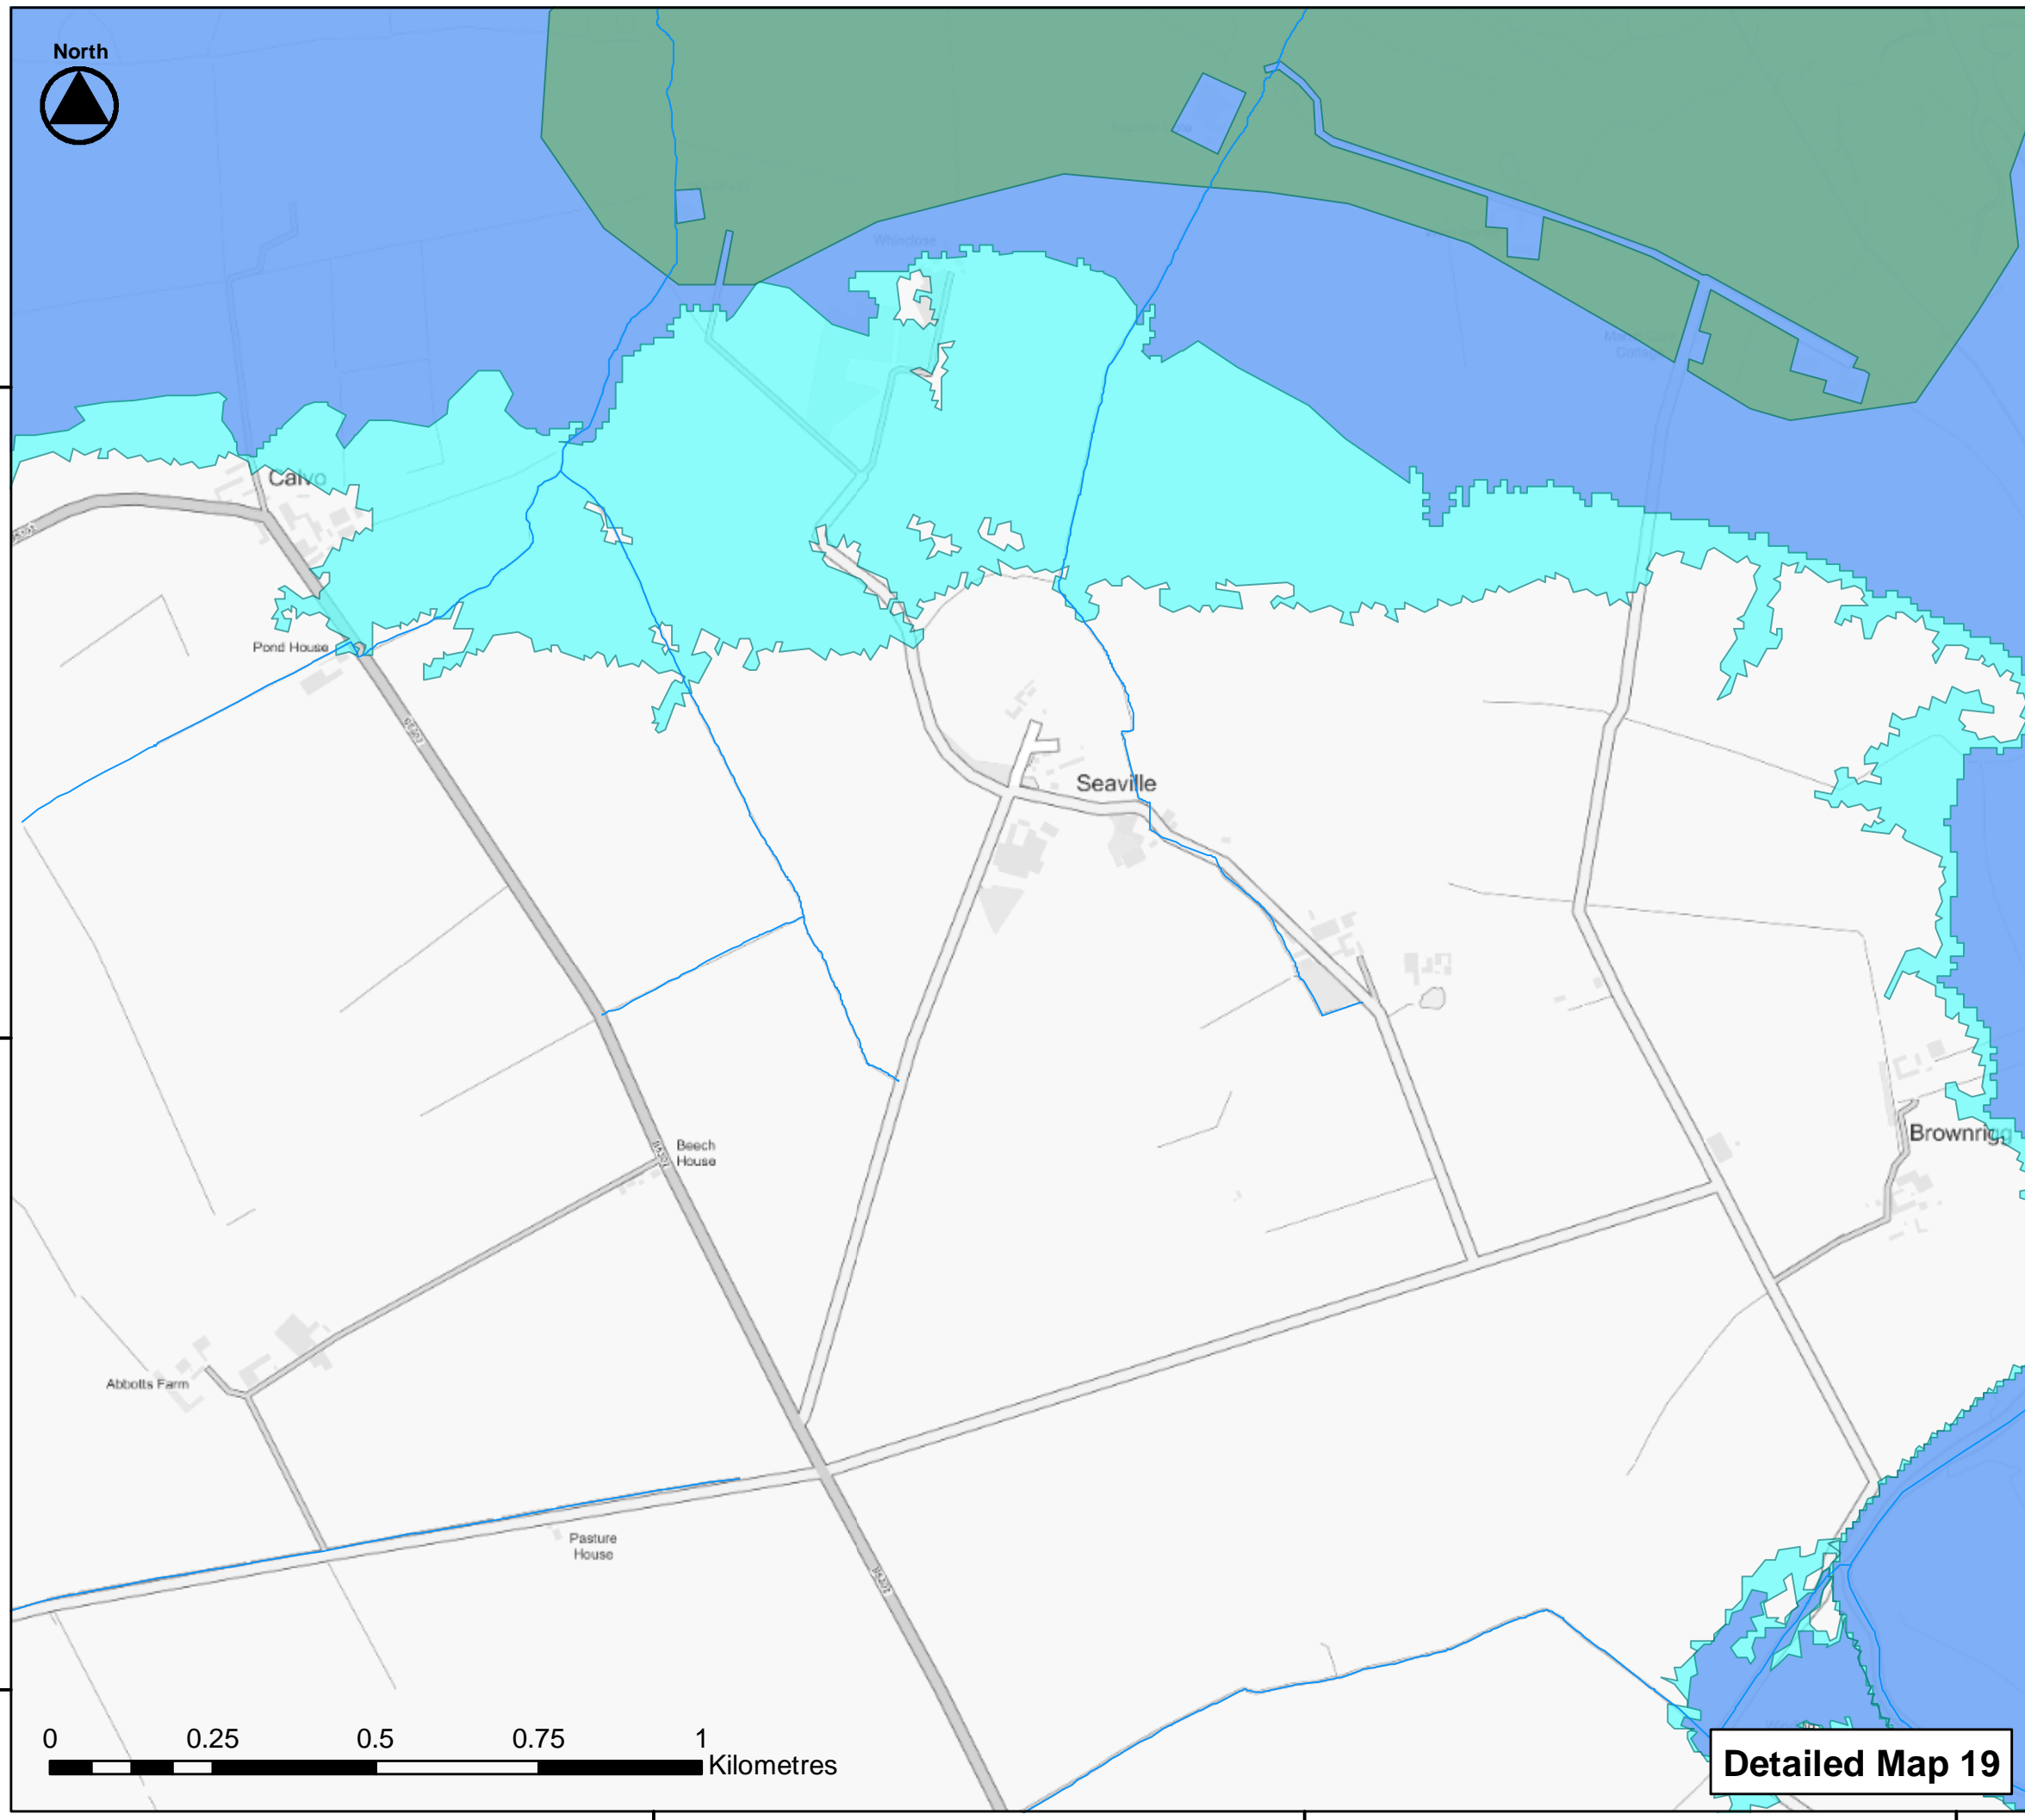 North
Whinclose
Calvo
Pond House
Seaville
Beech
House
Brownrigg
Abbotts Farm
Pasture
House
0 0.25 0.5 0.75 1
Kilometres
Detailed Map 19